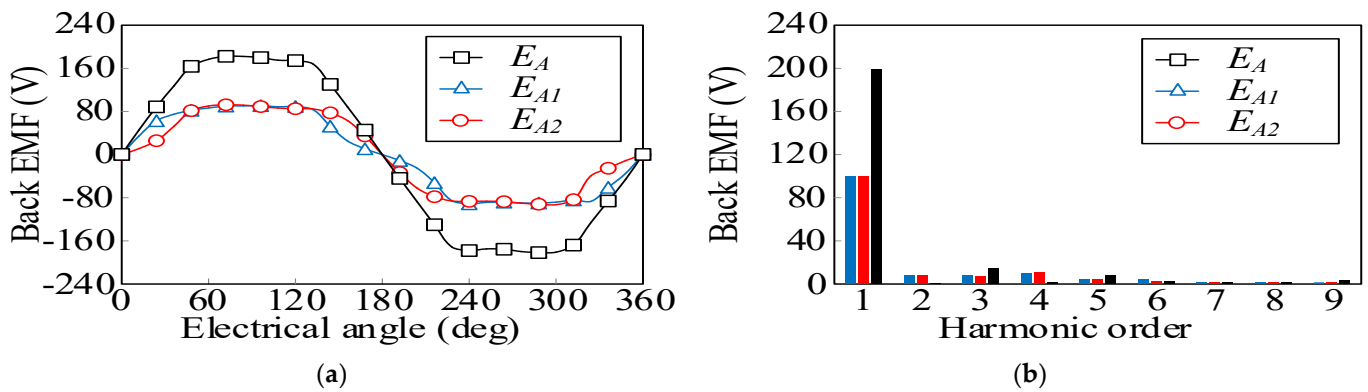 240
160
80
0
-80
-160
-240
Back EMF (V)
E_A
E_A1
E_A2
0 60 120 180 240 300 360
Electrical angle (deg)
(a)
240
200
160
120
80
40
0
Back EMF (V)
E_A
E_A1
E_A2
1 2 3 4 5 6 7 8 9
Harmonic order
(b)